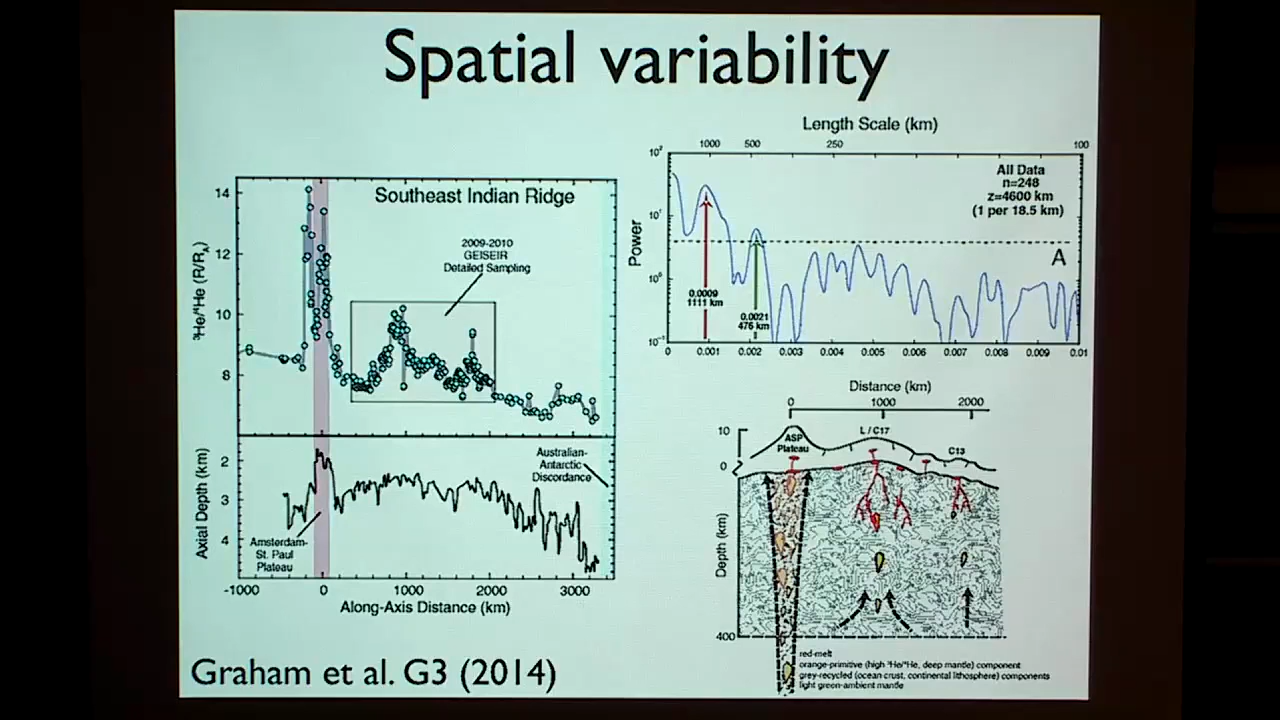 Spatial variability
Southeast Indian Ridge
2009-2010
GEISEIR
Detailed Sampling
³He/⁴He (R/R_A)
14
12
10
8
Axial Depth (km)
2
3
4
Australian-
Antarctic
Discordance
Amsterdam-
St. Paul
Plateau
-1000
0
1000
2000
3000
Along-Axis Distance (km)
Length Scale (km)
1000
500
250
100
Power
10²
10¹
10⁰
10⁻¹
All Data
n=248
z=4600 km
(1 per 18.5 km)
A
0.0009
1111 km
0.0021
476 km
0
0.001
0.002
0.003
0.004
0.005
0.006
0.007
0.008
0.009
0.01
Distance (km)
0
1000
2000
10
0
ASP
Plateau
L / C17
C13
Depth (km)
400
red-melt
orange-primitive (high ³He/⁴He, deep mantle) component
grey-recycled (ocean crust, continental lithosphere) components
light green-ambient mantle
Graham et al. G3 (2014)